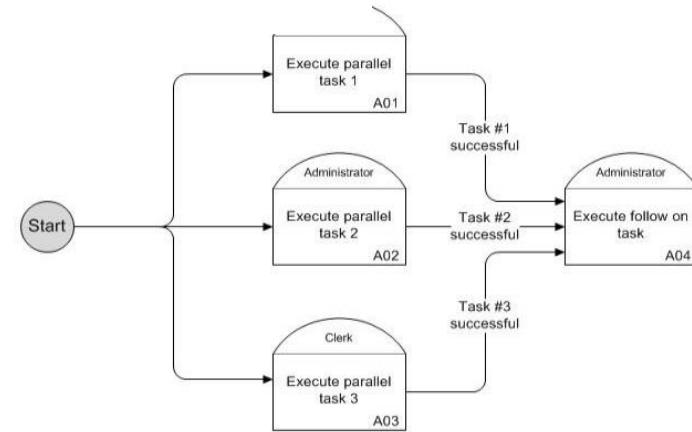 Execute parallel
task 1
A01
Task #1
successful
Administrator
Administrator
Start
Execute parallel
task 2
A02
Task #2
successful
Execute follow on
task
A04
Task #3
successful
Clerk
Execute parallel
task 3
A03